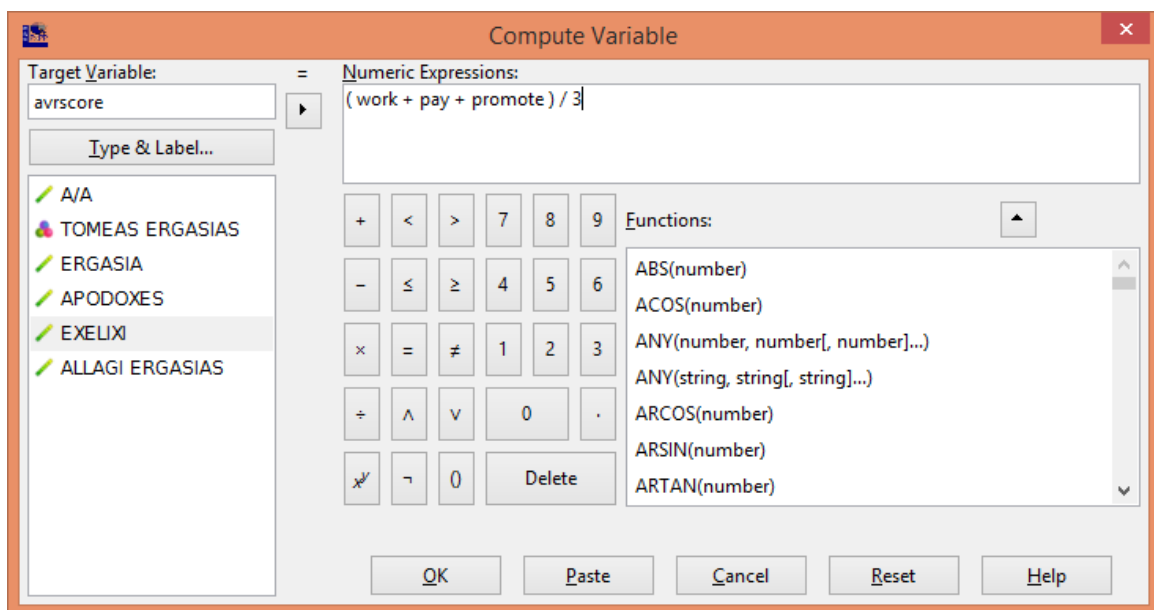 Compute Variable
Target Variable:
=
Numeric Expressions:
avrscore
( work + pay + promote ) / 3
Type & Label...
A/A
TOMEAS ERGASIAS
ERGASIA
APODOXES
EXELIXI
ALLAGI ERGASIAS
+ < > 7 8 9
− ≤ ≥ 4 5 6
× = ≠ 1 2 3
÷ ∧ ∨ 0 ·
xʸ ¬ () Delete
Functions:
ABS(number)
ACOS(number)
ANY(number, number[, number]...)
ANY(string, string[, string]...)
ARCOS(number)
ARSIN(number)
ARTAN(number)
OK Paste Cancel Reset Help